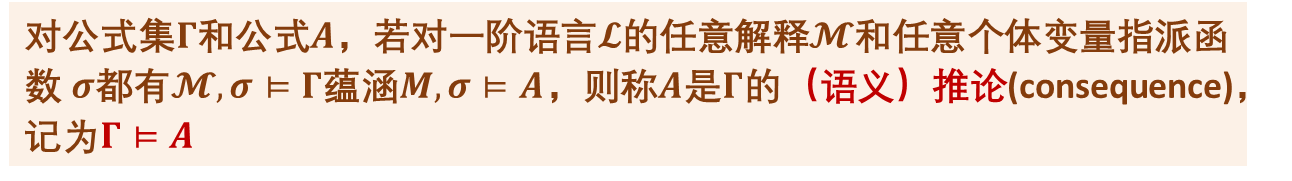 对公式集Γ和公式A，若对一阶语言ℒ的任意解释ℳ和任意个体变量指派函
数 σ都有ℳ, σ ⊨ Γ蕴涵M, σ ⊨ A，则称A是Γ的（语义）推论(consequence)，
记为Γ ⊨ A